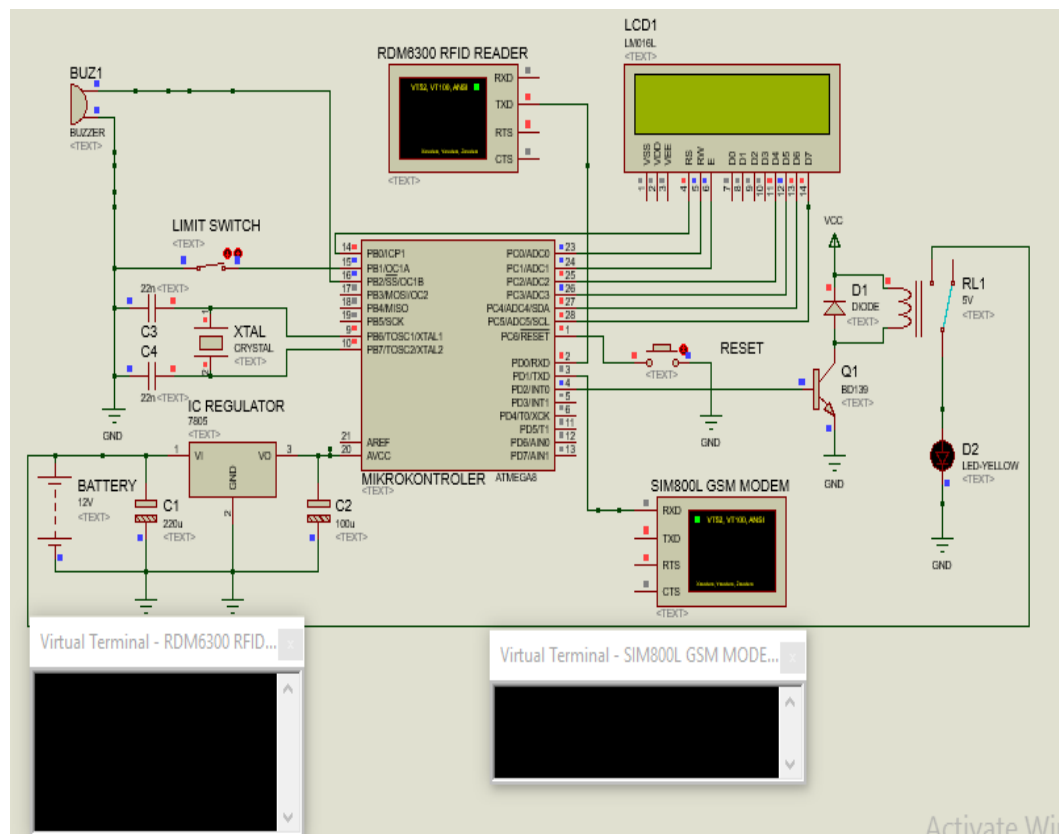 LCD1
LM016L
<TEXT>
RDM6300 RFID READER
VT52, VT100, ANSI
RXD
TXD
RTS
CTS
<TEXT>
BUZ1
BUZZER
<TEXT>
VSS
VDD
VEE
RS
RW
E
D0
D1
D2
D3
D4
D5
D6
D7
1
2
3
4
5
6
7
8
9
10
11
12
13
14
LIMIT SWITCH
<TEXT>
14 PB0/ICP1
15 PB1/OC1A
16 PB2/SS/OC1B
17 PB3/MOSI/OC2
18 PB4/MISO
19 PB5/SCK
9 PB6/TOSC1/XTAL1
10 PB7/TOSC2/XTAL2
21 AREF
20 AVCC
PC0/ADC0 23
PC1/ADC1 24
PC2/ADC2 25
PC3/ADC3 26
PC4/ADC4/SDA 27
PC5/ADC5/SCL 28
PC6/RESET 1
PD0/RXD 2
PD1/TXD 3
PD2/INT0 4
PD3/INT1 5
PD4/T0/XCK 6
PD5/T1 11
PD6/AIN0 12
PD7/AIN1 13
MIKROKONTROLER ATMEGA8
<TEXT>
22n <TEXT>
C3
C4
22n <TEXT>
1
2
XTAL
CRYSTAL
<TEXT>
GND
IC REGULATOR
7805
<TEXT>
1 VI
VO 3
GND
2
BATTERY
12V
<TEXT>
C1
220u
<TEXT>
C2
100u
<TEXT>
RESET
<TEXT>
GND
VCC
D1
DIODE
<TEXT>
RL1
5V
<TEXT>
Q1
BD139
<TEXT>
GND
D2
LED-YELLOW
<TEXT>
GND
SIM800L GSM MODEM
RXD
TXD
RTS
CTS
VT52, VT100, ANSI
<TEXT>
Virtual Terminal - RDM6300 RFID...
x
Virtual Terminal - SIM800L GSM MODE...
x
Activate Wi